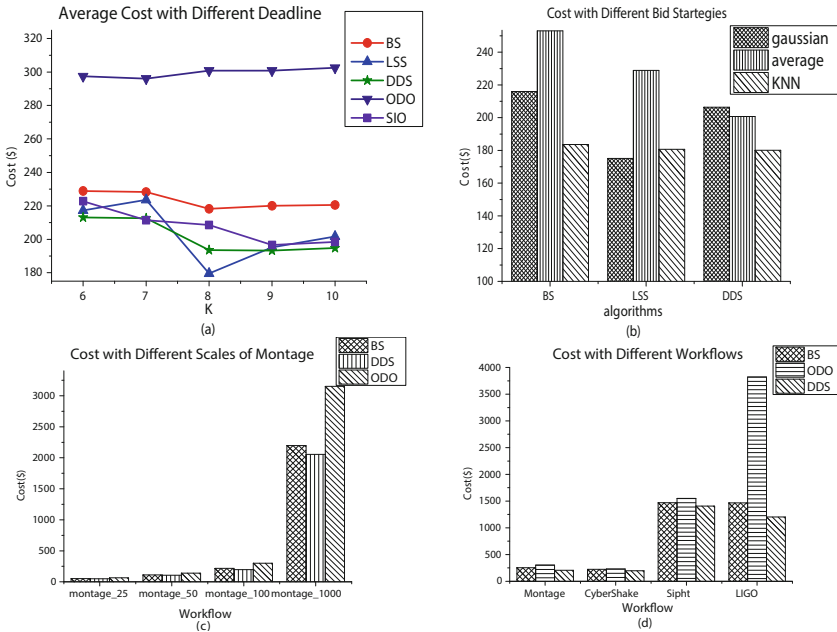 Average Cost with Different Deadline
BS
LSS
DDS
ODO
SIO
Cost($)
320
300
280
260
240
220
200
180
6
7
8
9
10
K
(a)
Cost with Different Bid Startegies
gaussian
average
KNN
Cost($)
240
220
200
180
160
140
120
100
BS
LSS
DDS
algorithms
(b)
Cost with Different Scales of Montage
BS
DDS
ODO
Cost($)
3000
2500
2000
1500
1000
500
0
montage_25
montage_50
montage_100
montage_1000
Workflow
(c)
Cost with Different Workflows
BS
ODO
DDS
Cost($)
4000
3500
3000
2500
2000
1500
1000
500
0
Montage
CyberShake
Sipht
LIGO
Workflow
(d)